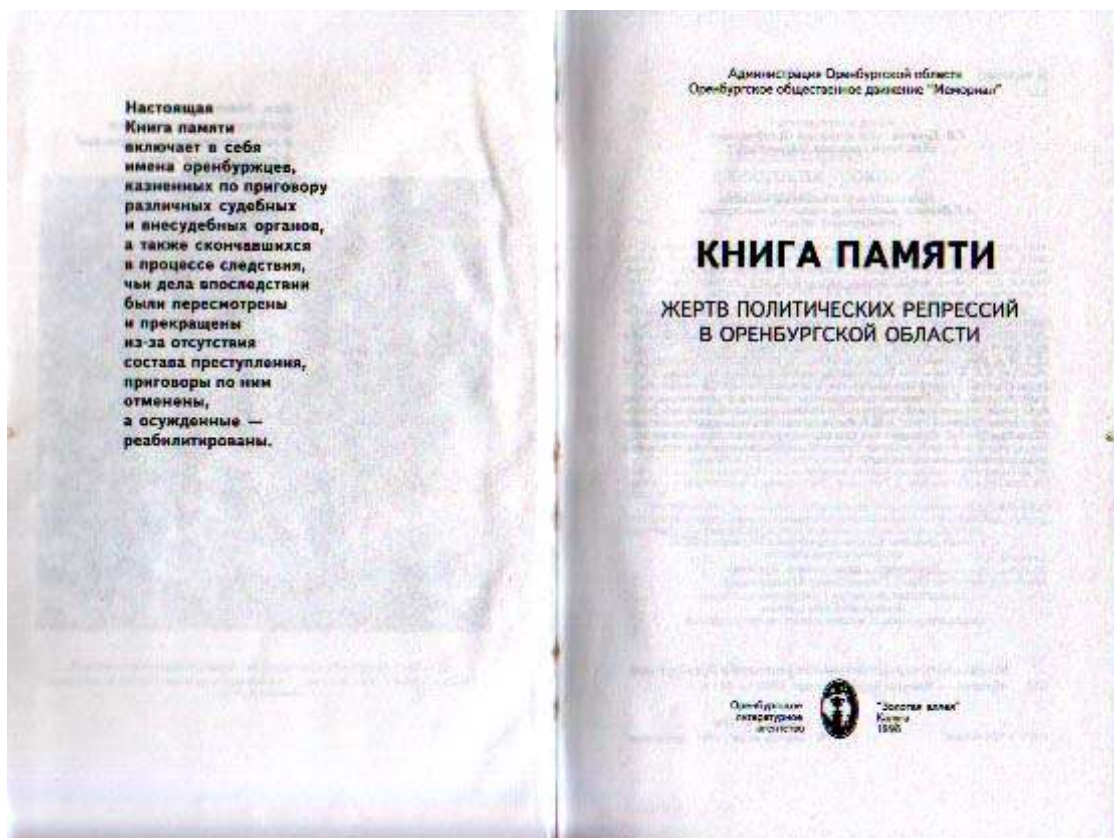 Настоящая
Книга памяти
включает в себя
имена оренбуржцев,
казненных по приговору
различных судебных
и внесудебных органов,
а также скончавшихся
в процессе следствия,
чьи дела впоследствии
были пересмотрены
и прекращены
из-за отсутствия
состава преступления,
приговоры по ним
отменены,
а осужденные —
реабилитированы.
Администрация Оренбургской области
Оренбургское общественное движение "Мемориал"
КНИГА ПАМЯТИ
ЖЕРТВ ПОЛИТИЧЕСКИХ РЕПРЕССИЙ
В ОРЕНБУРГСКОЙ ОБЛАСТИ
Оренбургское
литературное
агентство
"Золотая аллея"
Калуга
1998